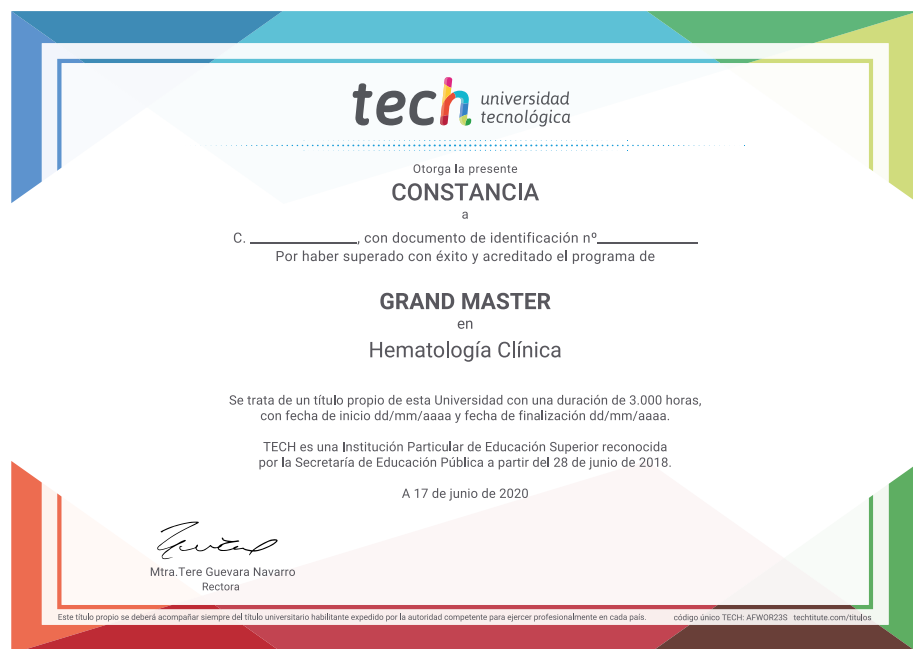 tech universidad
tecnológica
Otorga la presente
CONSTANCIA
a
C. ______________, con documento de identificación nº______________
Por haber superado con éxito y acreditado el programa de
GRAND MASTER
en
Hematología Clínica
Se trata de un título propio de esta Universidad con una duración de 3.000 horas,
con fecha de inicio dd/mm/aaaa y fecha de finalización dd/mm/aaaa.
TECH es una Institución Particular de Educación Superior reconocida
por la Secretaría de Educación Pública a partir del 28 de junio de 2018.
A 17 de junio de 2020
Mtra.Tere Guevara Navarro
Rectora
Este título propio se deberá acompañar siempre del título universitario habilitante expedido por la autoridad competente para ejercer profesionalmente en cada país. código único TECH: AFWOR23S techtitute.com/titulos